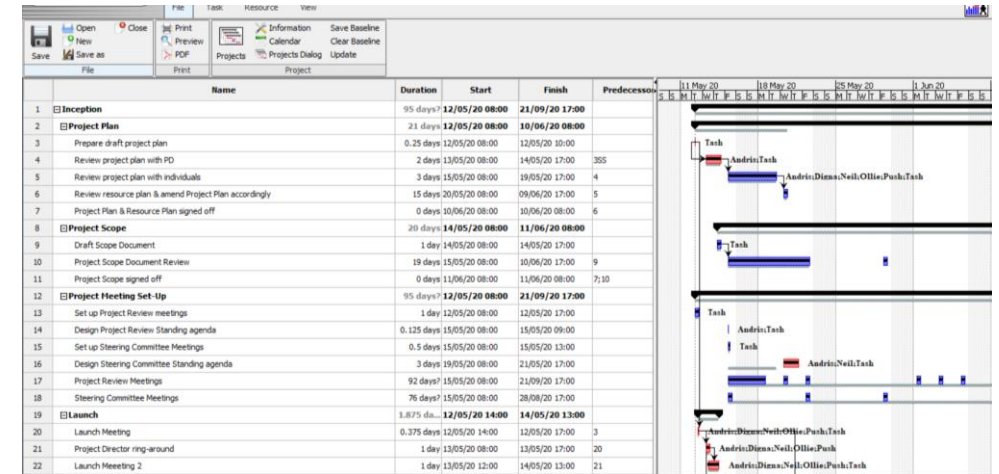 File Task Resource View
Open Close Print Information Save Baseline
New Preview Calendar Clear Baseline
Save Save as PDF Projects Projects Dialog Update
File Print Project
Name Duration Start Finish Predecessor
11 May 20 18 May 20 25 May 20 1 Jun 20
S S M T W T F S S M T W T F S S M T W T F S S M T W T F S S
1 Inception 95 days? 12/05/20 08:00 21/09/20 17:00
2 Project Plan 21 days 12/05/20 08:00 10/06/20 08:00
3 Prepare draft project plan 0.25 days 12/05/20 08:00 12/05/20 10:00 Tash
4 Review project plan with PD 2 days 13/05/20 08:00 14/05/20 17:00 3SS Andris;Tash
5 Review project plan with individuals 3 days 15/05/20 08:00 19/05/20 17:00 4 Andris;Digna;Neil;Ollie;Push;Tash
6 Review resource plan & amend Project Plan accordingly 15 days 20/05/20 08:00 09/06/20 17:00 5
7 Project Plan & Resource Plan signed off 0 days 10/06/20 08:00 10/06/20 08:00 6
8 Project Scope 20 days 14/05/20 08:00 11/06/20 08:00
9 Draft Scope Document 1 day 14/05/20 08:00 14/05/20 17:00 Tash
10 Project Scope Document Review 19 days 15/05/20 08:00 10/06/20 17:00 9
11 Project Scope signed off 0 days 11/06/20 08:00 11/06/20 08:00 7;10
12 Project Meeting Set-Up 95 days? 12/05/20 08:00 21/09/20 17:00
13 Set up Project Review meetings 1 day 12/05/20 08:00 12/05/20 17:00 Tash
14 Design Project Review Standing agenda 0.125 days 15/05/20 08:00 15/05/20 09:00 Andris;Tash
15 Set up Steering Committee Meetings 0.5 days 15/05/20 08:00 15/05/20 13:00 Tash
16 Design Steering Committee Standing agenda 3 days 19/05/20 08:00 21/05/20 17:00 Andris;Neil;Tash
17 Project Review Meetings 92 days? 15/05/20 08:00 21/09/20 17:00
18 Steering Committee Meetings 76 days? 15/05/20 08:00 28/08/20 17:00
19 Launch 1.875 da... 12/05/20 14:00 14/05/20 13:00
20 Launch Meeting 0.375 days 12/05/20 14:00 12/05/20 17:00 3 Andris;Digna;Neil;Ollie;Push;Tash
21 Project Director ring-around 1 day 13/05/20 08:00 13/05/20 17:00 20 Andris;Digna;Neil;Ollie;Push
22 Launch Meeeting 2 1 day 13/05/20 12:00 14/05/20 13:00 21 Andris;Digna;Neil;Ollie;Push;Tash